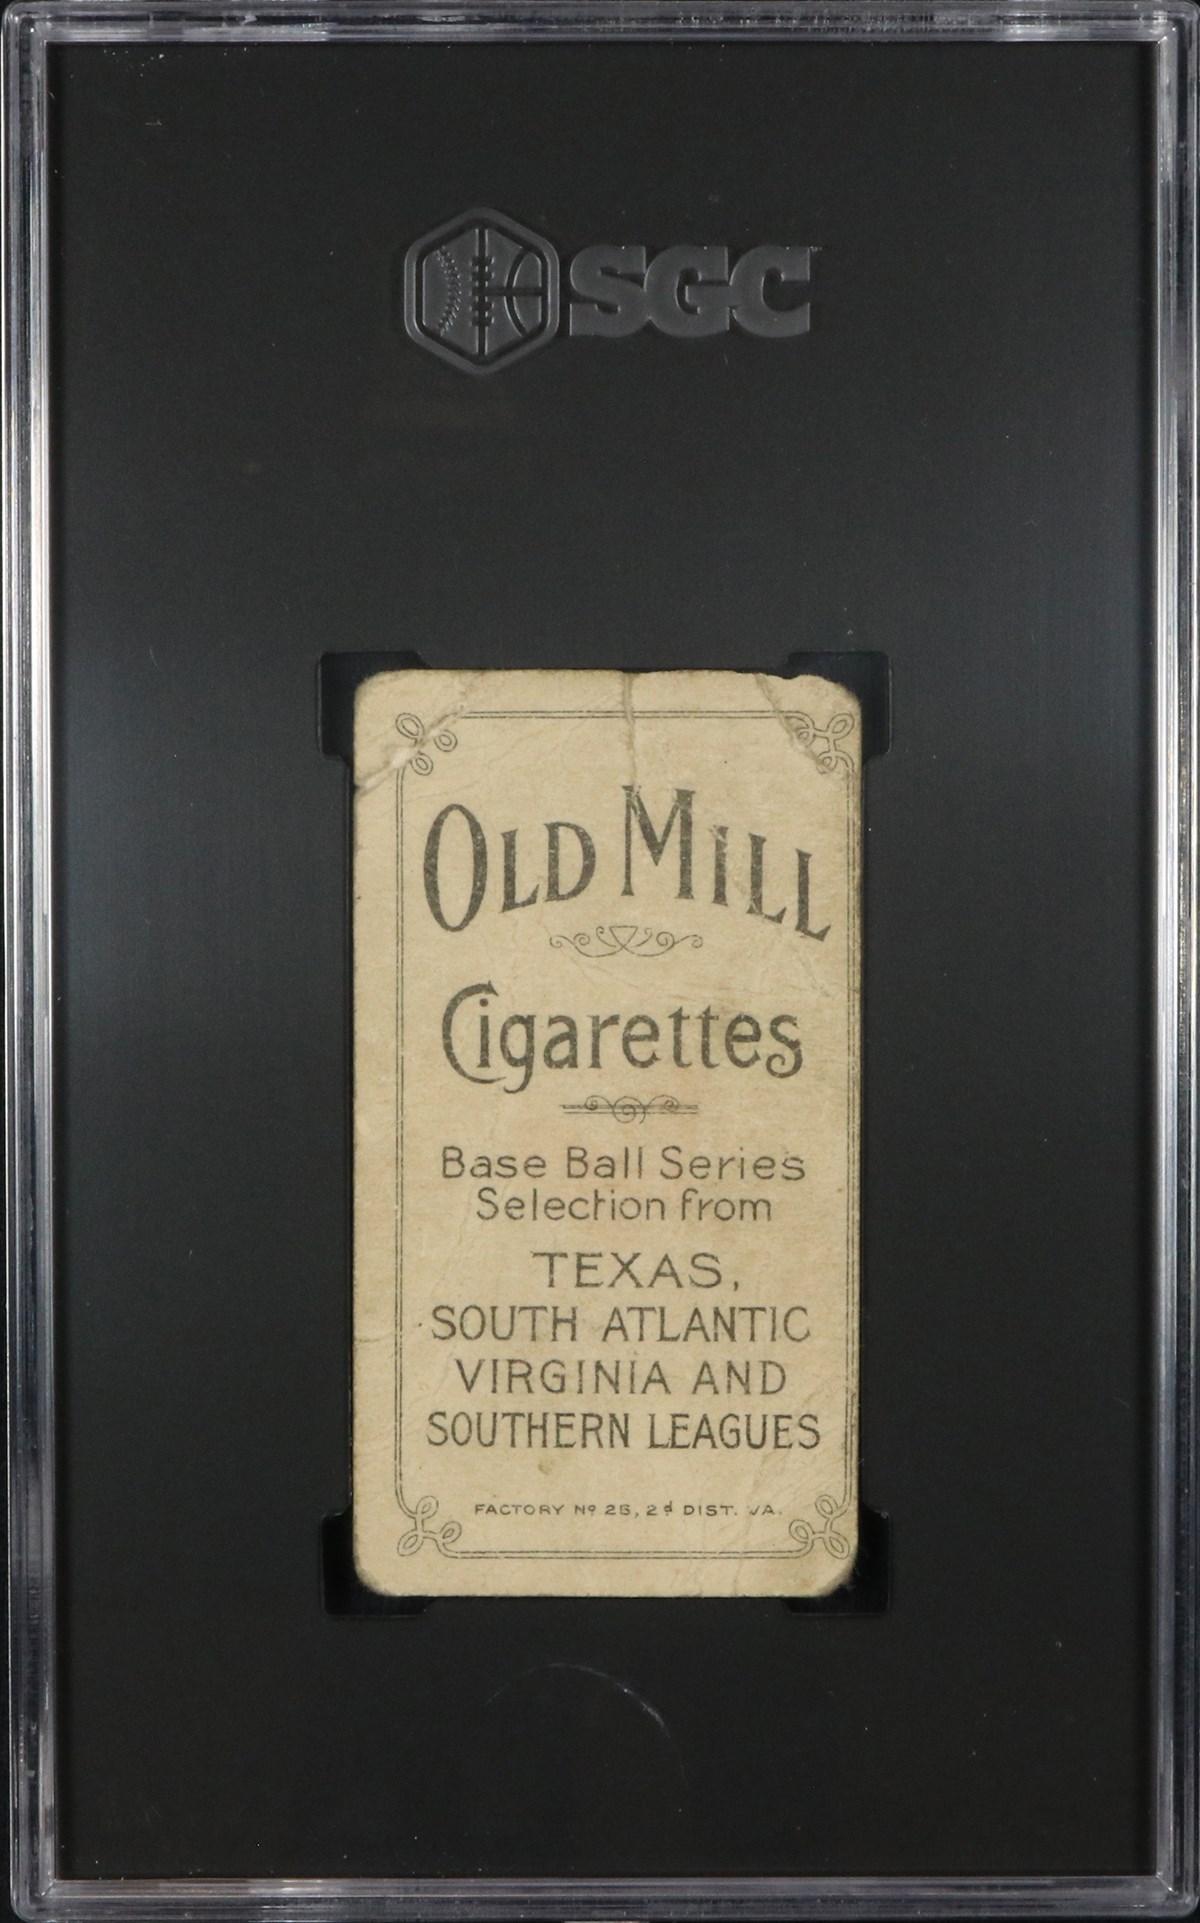 SGC
OLD MILL
Cigarettes
Base Ball Series
Selection from
TEXAS,
SOUTH ATLANTIC
VIRGINIA AND
SOUTHERN LEAGUES
FACTORY Nº 25, 2d DIST. VA.